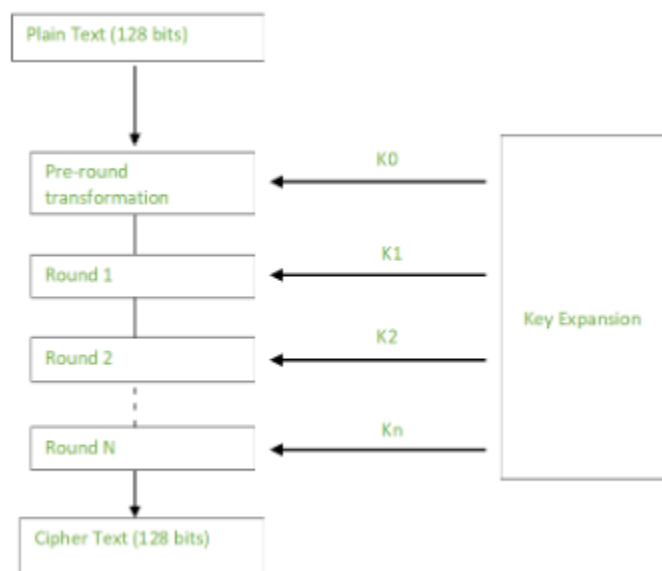 Plain Text (128 bits)
Pre-round
transformation
K0
Round 1
K1
Key Expansion
Round 2
K2
Round N
Kn
Cipher Text (128 bits)